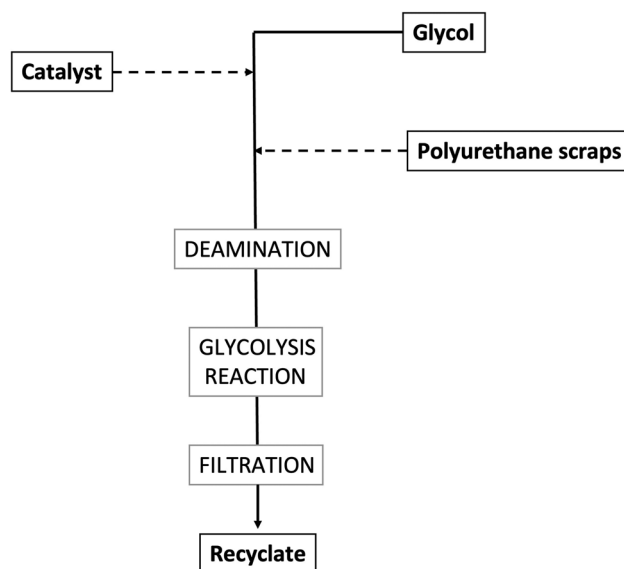 Glycol
Catalyst
Polyurethane scraps
DEAMINATION
GLYCOLYSIS
REACTION
FILTRATION
Recyclate